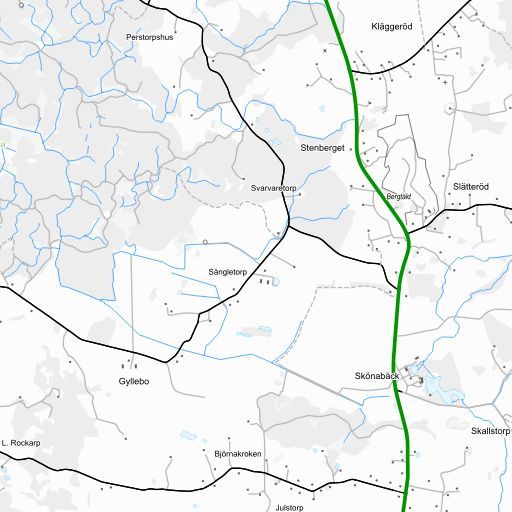 Kläggeröd
Perstorpshus
Stenberget
Svarvaretorp
Slätteröd
Bergtäkt
Sångletorp
Skönabäck
Gyllebo
Skallstorp
L. Rockarp
Björnakroken
Julstorp